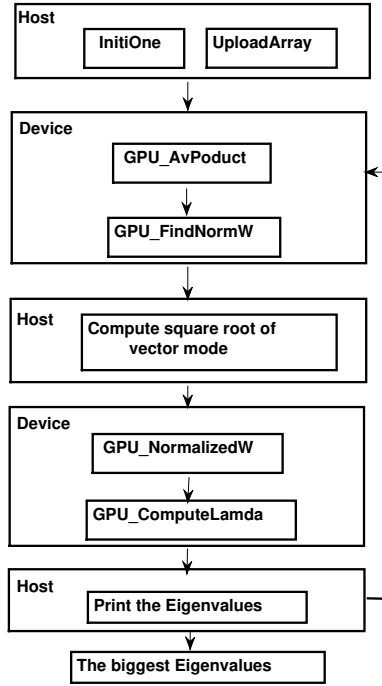 Host
InitiOne UploadArray
Device
GPU_AvPoduct
GPU_FindNormW
Host
Compute square root of
vector mode
Device
GPU_NormalizedW
GPU_ComputeLamda
Host
Print the Eigenvalues
The biggest Eigenvalues